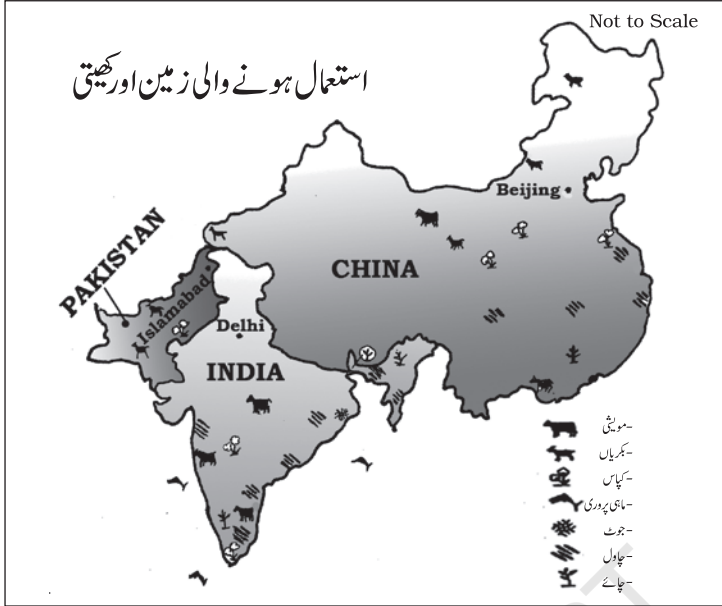 Not to Scale
استعمال ہونے والی زمین اور کھیتی
Beijing
PAKISTAN
CHINA
Islamabad
Delhi
INDIA
-مویشی
-بکریاں
-کپاس
-ماہی پروری
-جوٹ
-چاول
-چائے